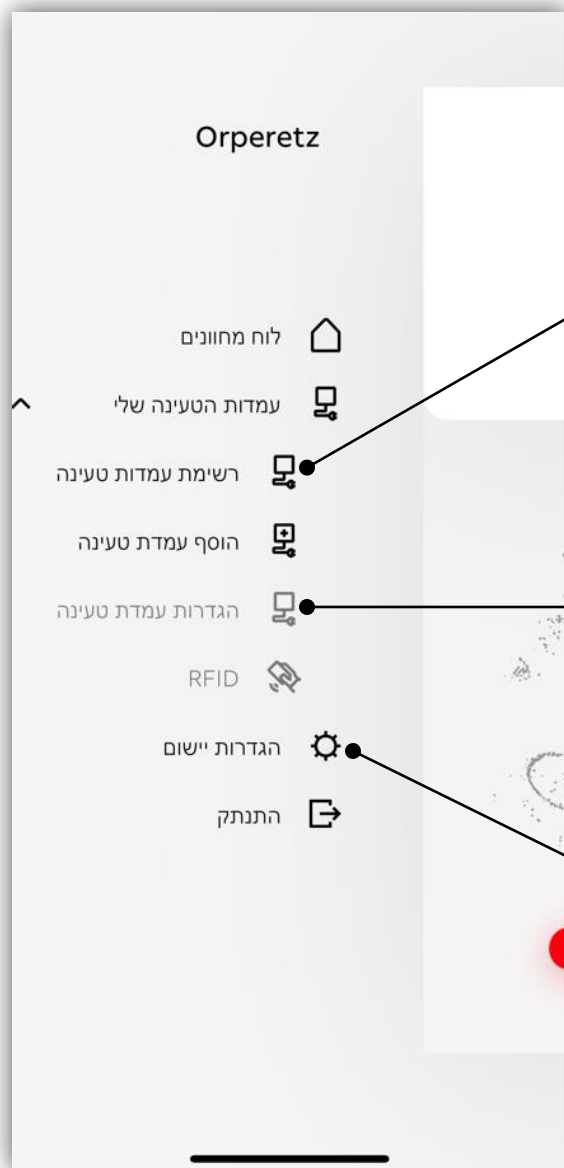 Orperetz
לוח מחוונים
עמדות הטעינה שלי
רשימת עמדות טעינה
הוסף עמדת טעינה
הגדרות עמדת טעינה
RFID
הגדרות יישום
התנתק